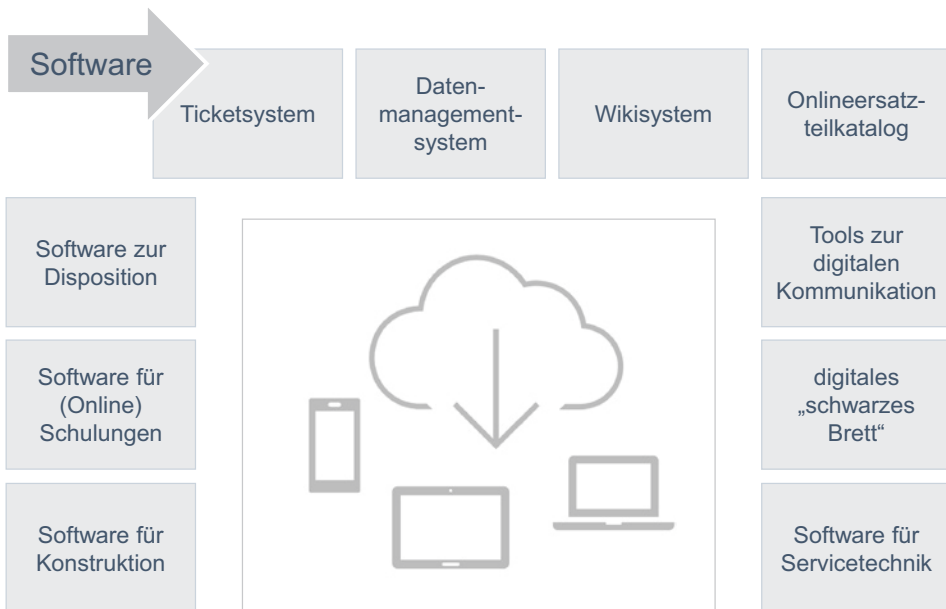 Software
Ticketsystem
Daten-
management-
system
Wikisystem
Onlineersatz-
teilkatalog
Software zur
Disposition
Tools zur
digitalen
Kommunikation
Software für
(Online)
Schulungen
digitales
„schwarzes
Brett“
Software für
Konstruktion
Software für
Servicetechnik